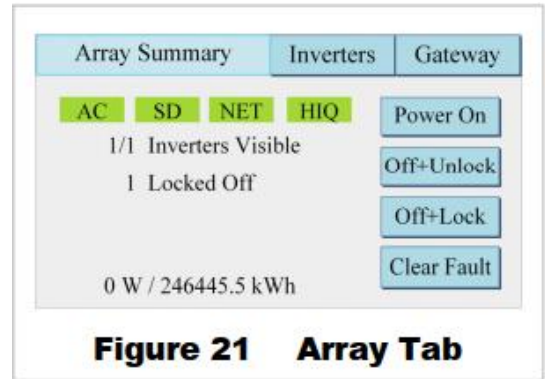 Array Summary Inverters Gateway
AC SD NET HIQ
Power On
1/1 Inverters Visible
Off+Unlock
1 Locked Off
Off+Lock
Clear Fault
0 W / 246445.5 kWh
Figure 21 Array Tab